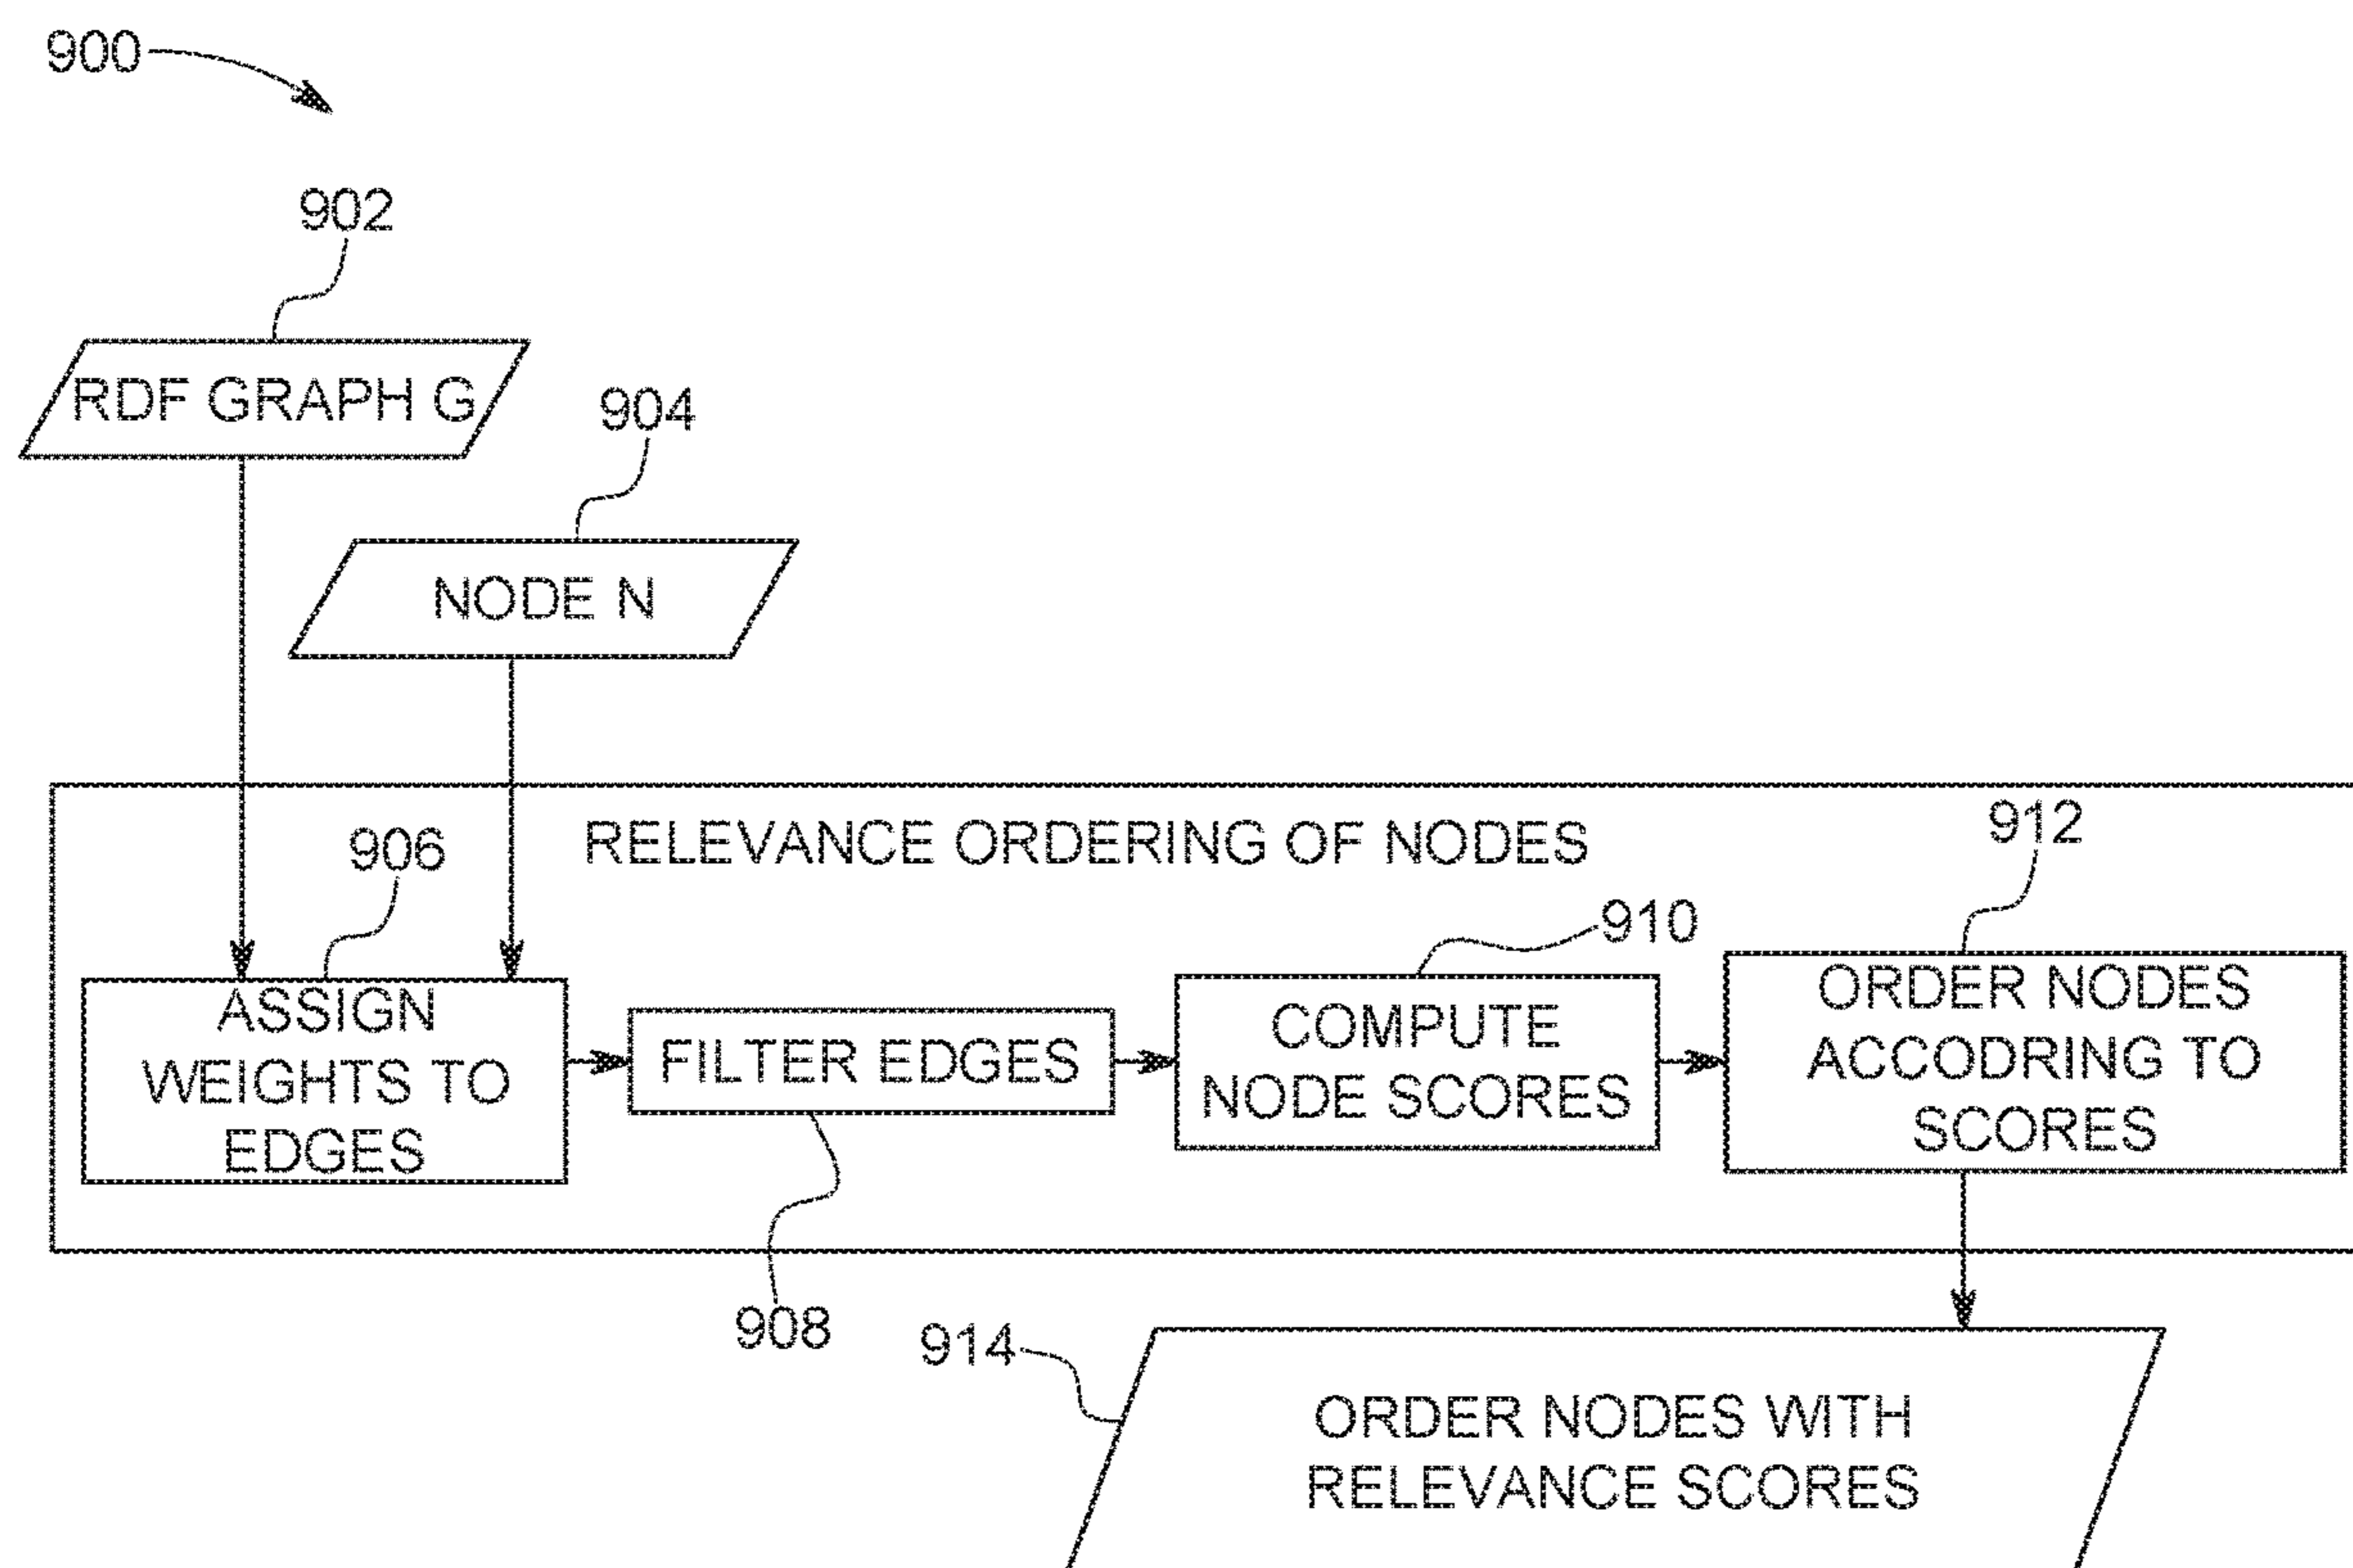 900
902
RDF GRAPH G
904
NODE N
RELEVANCE ORDERING OF NODES
906
912
910
ASSIGN
WEIGHTS TO
EDGES
FILTER EDGES
COMPUTE
NODE SCORES
ORDER NODES
ACCODRING TO
SCORES
908
914
ORDER NODES WITH
RELEVANCE SCORES